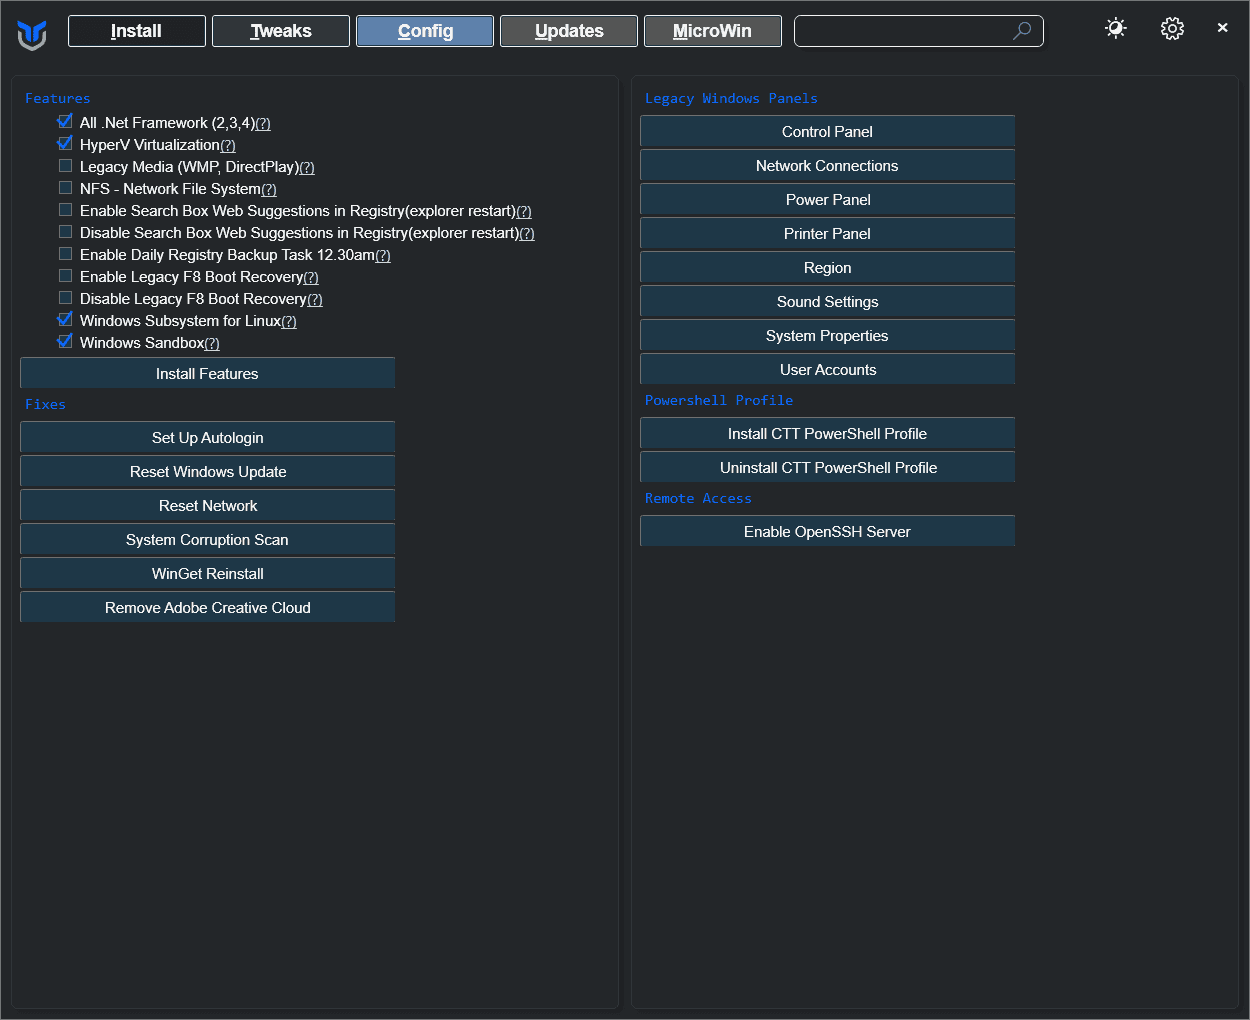 Install Tweaks Config Updates MicroWin
Features
All .Net Framework (2,3,4)(?)
HyperV Virtualization(?)
Legacy Media (WMP, DirectPlay)(?)
NFS - Network File System(?)
Enable Search Box Web Suggestions in Registry(explorer restart)(?)
Disable Search Box Web Suggestions in Registry(explorer restart)(?)
Enable Daily Registry Backup Task 12.30am(?)
Enable Legacy F8 Boot Recovery(?)
Disable Legacy F8 Boot Recovery(?)
Windows Subsystem for Linux(?)
Windows Sandbox(?)
Install Features
Fixes
Set Up Autologin
Reset Windows Update
Reset Network
System Corruption Scan
WinGet Reinstall
Remove Adobe Creative Cloud
Legacy Windows Panels
Control Panel
Network Connections
Power Panel
Printer Panel
Region
Sound Settings
System Properties
User Accounts
Powershell Profile
Install CTT PowerShell Profile
Uninstall CTT PowerShell Profile
Remote Access
Enable OpenSSH Server